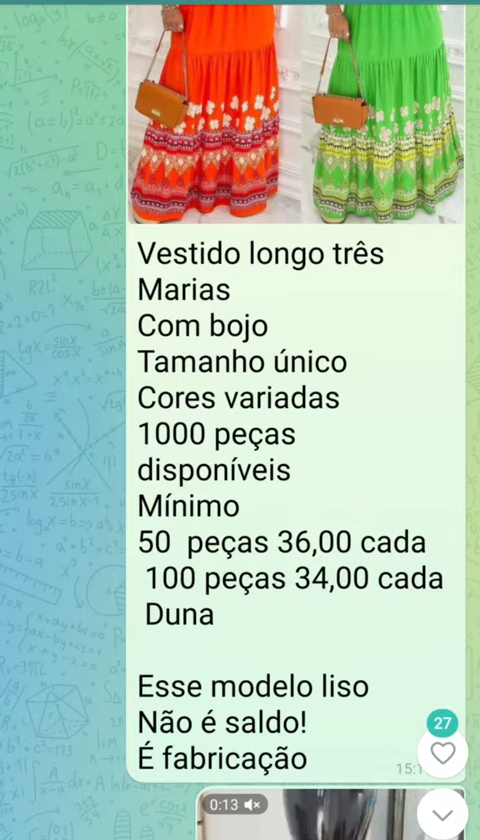 Vestido longo três
Marias
Com bojo
Tamanho único
Cores variadas
1000 peças
disponíveis
Mínimo
50 peças 36,00 cada
100 peças 34,00 cada
Duna
Esse modelo liso
Não é saldo!
É fabricação
27
0:13